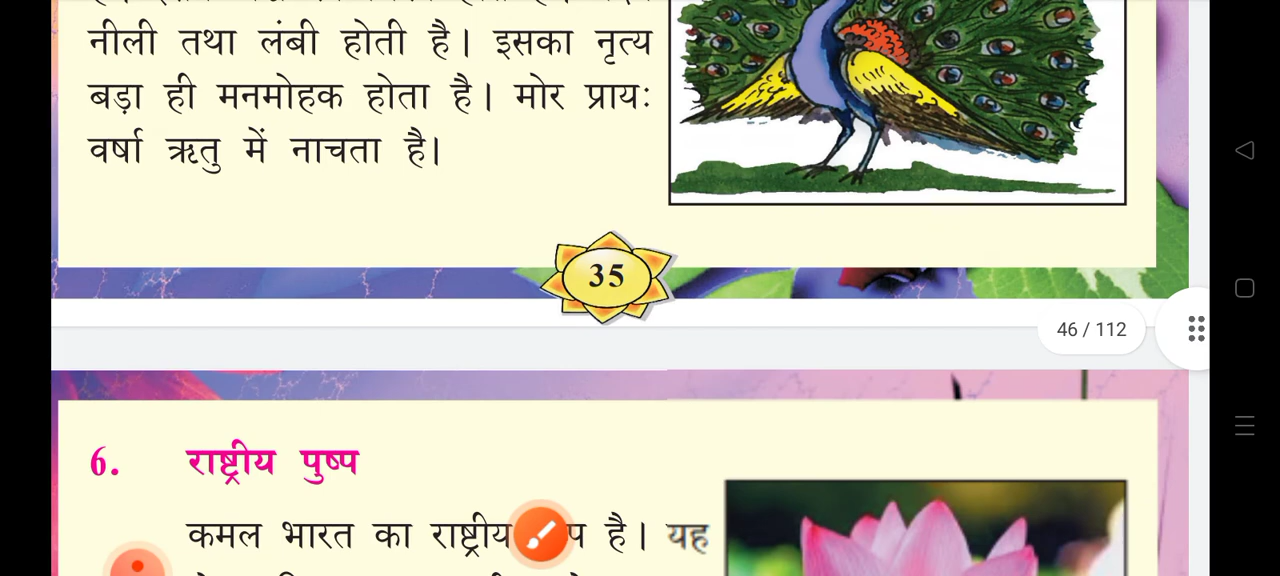 नीली तथा लंबी होती है। इसका नृत्य
बड़ा ही मनमोहक होता है। मोर प्रायः
वर्षा ऋतु में नाचता है।
35
46 / 112
6. राष्ट्रीय पुष्प
कमल भारत का राष्ट्रीय है। यह